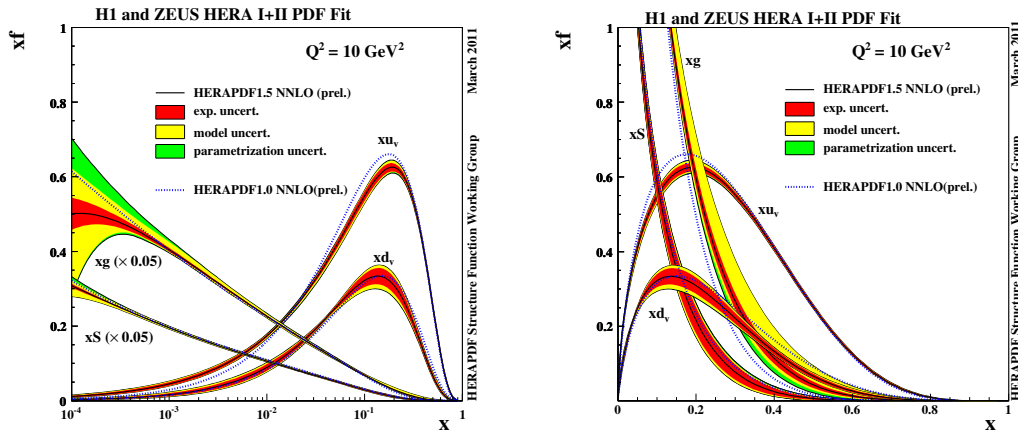 H1 and ZEUS HERA I+II PDF Fit
xf
1
0.8
0.6
0.4
0.2
0
Q² = 10 GeV²
HERAPDF1.5 NNLO (prel.)
exp. uncert.
model uncert.
parametrization uncert.
HERAPDF1.0 NNLO(prel.)
xuᵥ
xdᵥ
xg (× 0.05)
xS (× 0.05)
10⁻⁴
10⁻³
10⁻²
10⁻¹
1
x
HERAPDF Structure Function Working Group March 2011
H1 and ZEUS HERA I+II PDF Fit
xf
1
0.8
0.6
0.4
0.2
0
Q² = 10 GeV²
xg
HERAPDF1.5 NNLO (prel.)
exp. uncert.
model uncert.
parametrization uncert.
HERAPDF1.0 NNLO(prel.)
xS
xuᵥ
xdᵥ
0
0.2
0.4
0.6
0.8
1
x
HERAPDF Structure Function Working Group March 2011